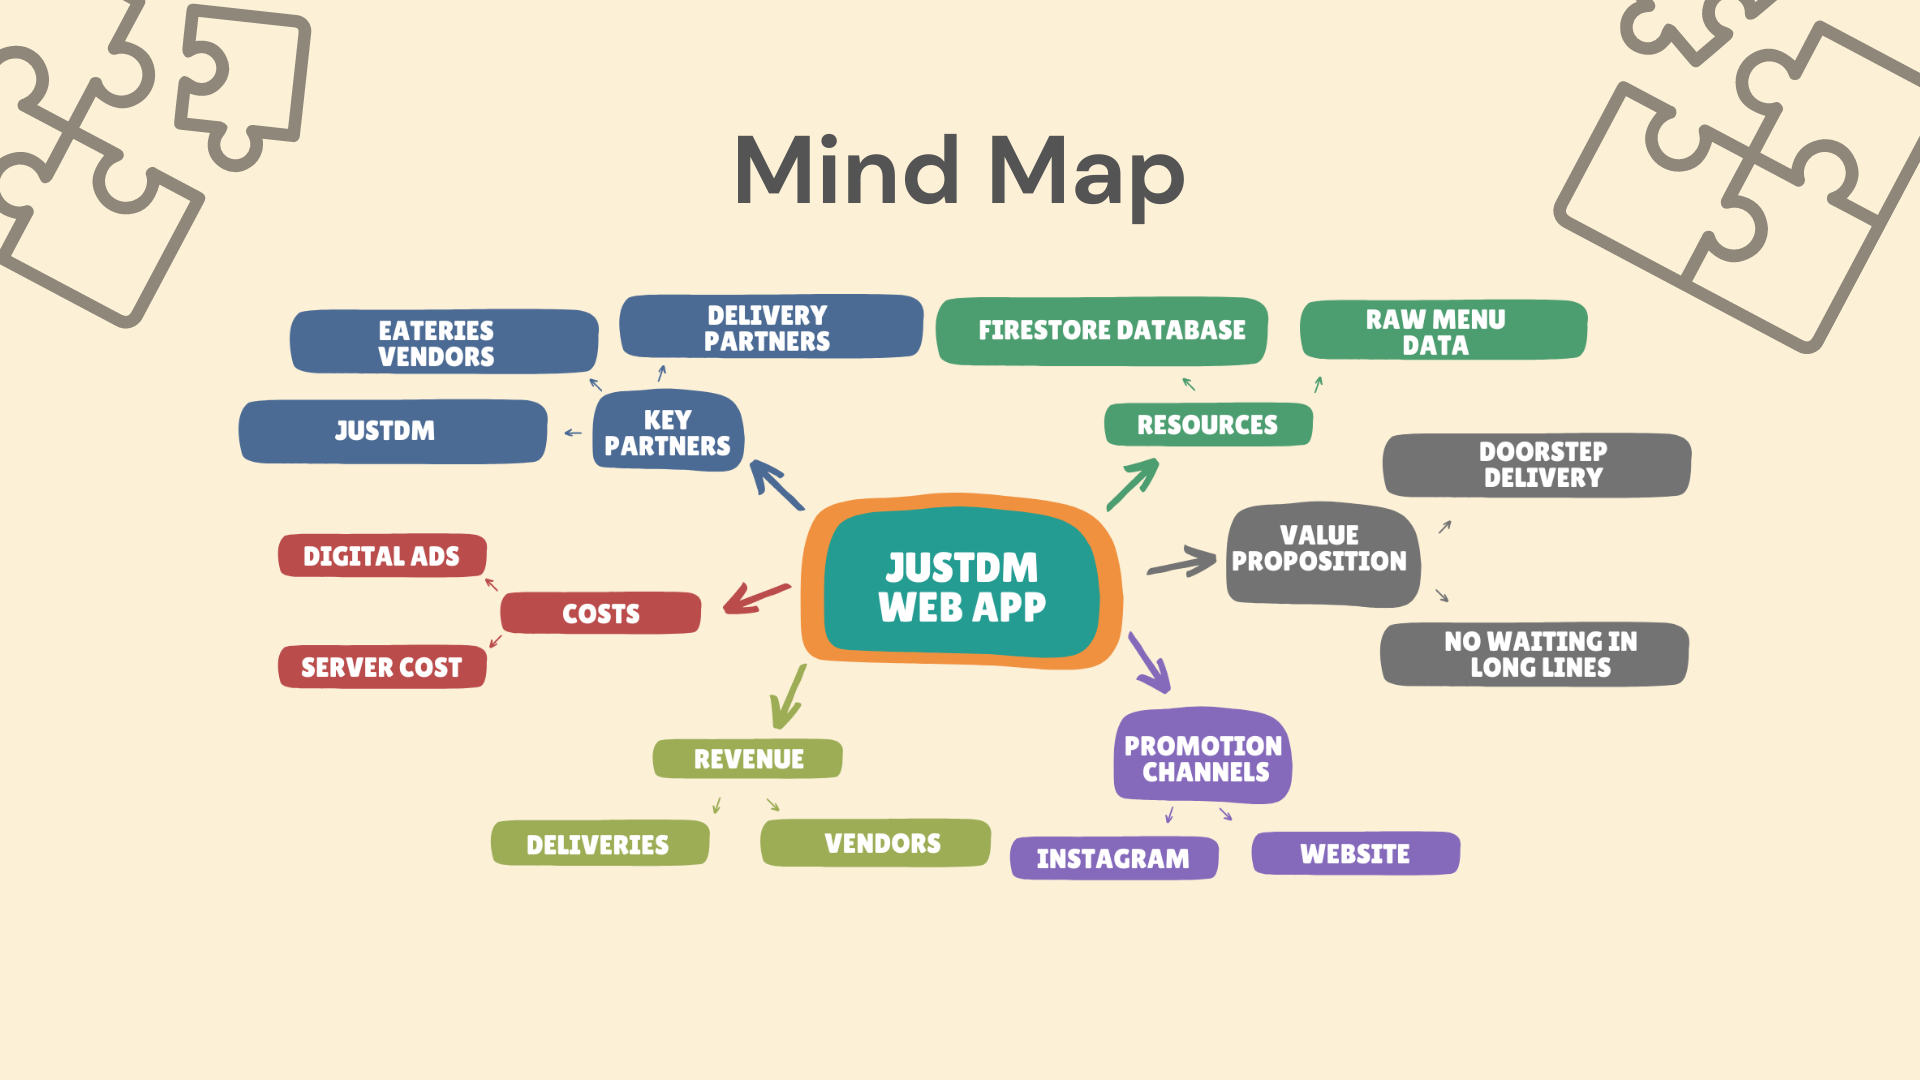 Mind Map
EATERIES
VENDORS
DELIVERY
PARTNERS
FIRESTORE DATABASE
RAW MENU
DATA
JUSTDM
KEY
PARTNERS
RESOURCES
DOORSTEP
DELIVERY
VALUE
PROPOSITION
DIGITAL ADS
JUSTDM
WEB APP
COSTS
NO WAITING IN
LONG LINES
SERVER COST
REVENUE
PROMOTION
CHANNELS
DELIVERIES
VENDORS
INSTAGRAM
WEBSITE